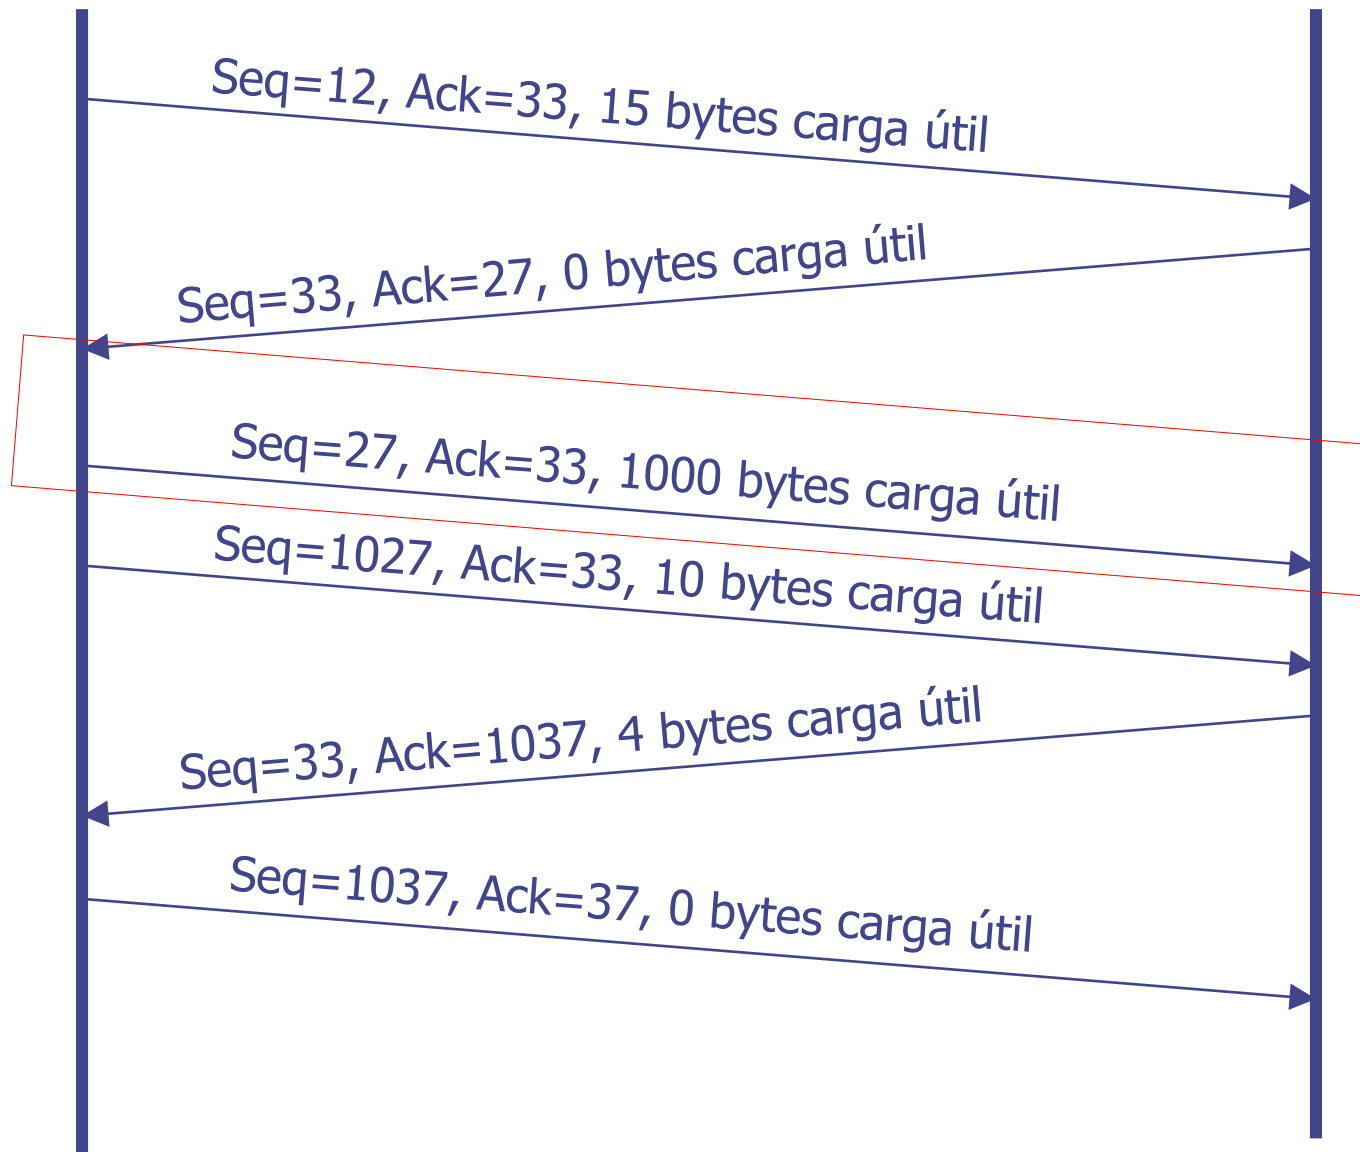 Seq=12, Ack=33, 15 bytes carga útil
Seq=33, Ack=27, 0 bytes carga útil
Seq=27, Ack=33, 1000 bytes carga útil
Seq=1027, Ack=33, 10 bytes carga útil
Seq=33, Ack=1037, 4 bytes carga útil
Seq=1037, Ack=37, 0 bytes carga útil